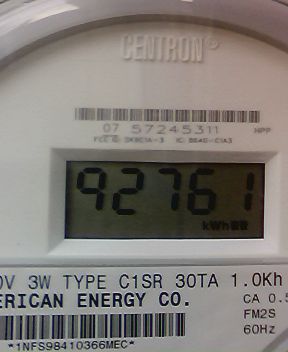 CENTRON®
07 57245311 HPP
92761
kWh
0V 3W TYPE C1SR 30TA 1.0Kh
ERICAN ENERGY CO.
CA 0.5
FM2S
60Hz
*1NFS98410366MEC*